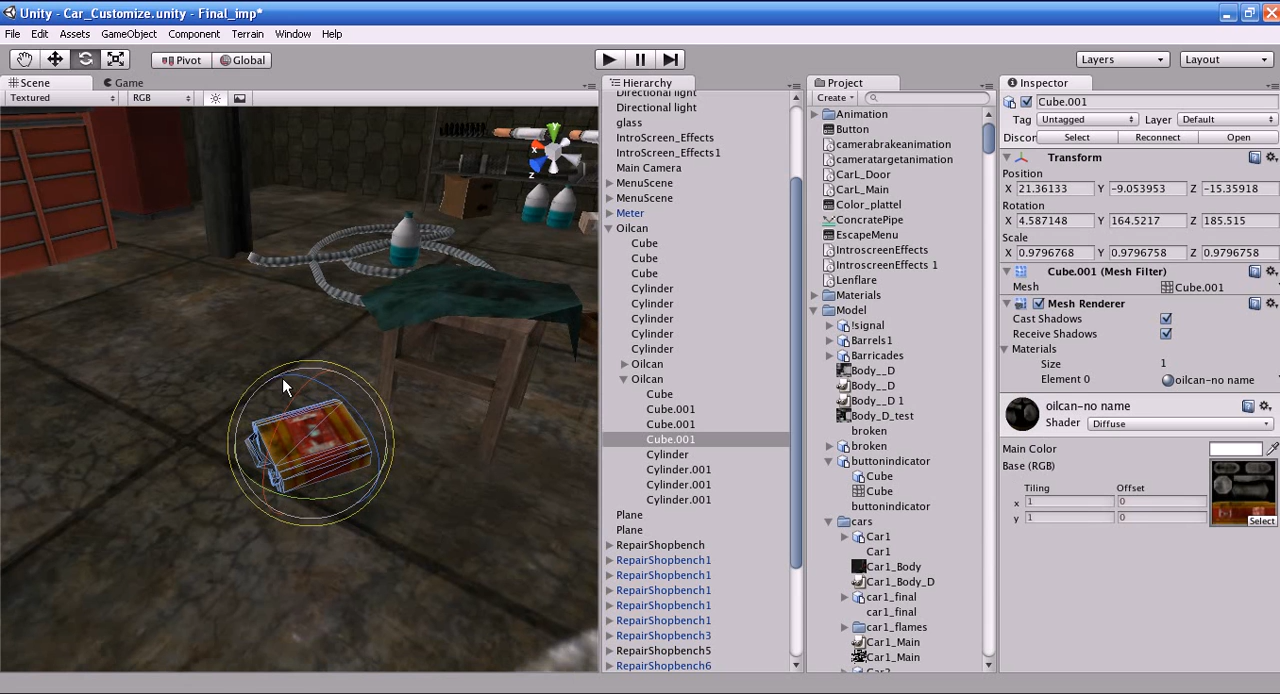 Unity - Car_Customize.unity - Final_imp*
File Edit Assets GameObject Component Terrain Window Help
Pivot Global Layers Layout
Scene Game
Textured RGB
x
z
Hierarchy
Directional light
Directional light
glass
IntroScreen_Effects
IntroScreen_Effects1
Main Camera
MenuScene
MenuScene
Meter
Oilcan
Cube
Cube
Cube
Cylinder
Cylinder
Cylinder
Cylinder
Cylinder
Oilcan
Oilcan
Cube
Cube.001
Cube.001
Cube.001
Cylinder
Cylinder.001
Cylinder.001
Cylinder.001
Plane
Plane
RepairShopbench
RepairShopbench1
RepairShopbench1
RepairShopbench1
RepairShopbench1
RepairShopbench1
RepairShopbench3
RepairShopbench5
RepairShopbench6
Project
Create
Animation
Button
camerabrakeanimation
cameratargetanimation
CarL_Door
CarL_Main
Color_plattel
ConcratePipe
EscapeMenu
IntroscreenEffects
IntroscreenEffects 1
Lenflare
Materials
Model
!signal
Barrels1
Barricades
Body__D
Body__D
Body__D 1
Body_D_test
broken
broken
buttonindicator
Cube
Cube
buttonindicator
cars
Car1
Car1
Car1_Body
Car1_Body_D
car1_final
car1_final
car1_flames
Car1_Main
Car1_Main
Inspector
Cube.001
Tag Untagged Layer Default
Discon Select Reconnect Open
Transform
Position
X 21.36133 Y -9.053953 Z -15.35918
Rotation
X 4.587148 Y 164.5217 Z 185.515
Scale
X 0.9796768 Y 0.9796758 Z 0.9796758
Cube.001 (Mesh Filter)
Mesh Cube.001
Mesh Renderer
Cast Shadows
Receive Shadows
Materials
Size 1
Element 0 oilcan-no name
oilcan-no name
Shader Diffuse
Main Color
Base (RGB)
Tiling Offset
x 1 0
y 1 0
Select